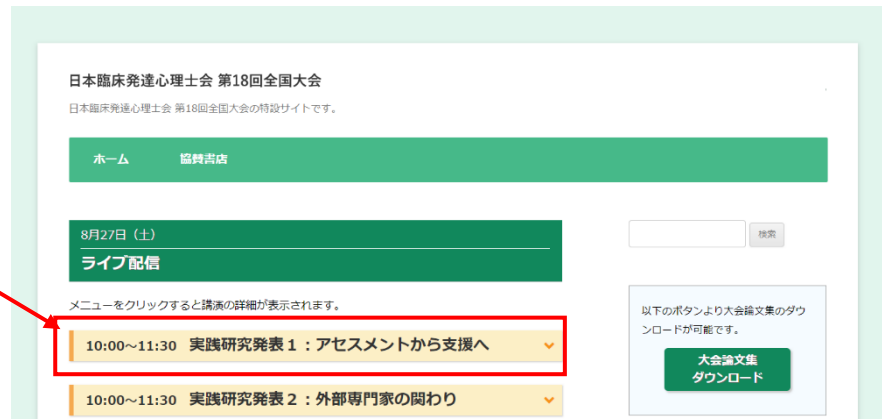 日本臨床発達心理士会 第18回全国大会
日本臨床発達心理士会 第18回全国大会の特設サイトです。
ホーム 協賛書店
8月27日（土）
ライブ配信
検索
メニューをクリックすると講演の詳細が表示されます。
10:00~11:30 実践研究発表１：アセスメントから支援へ
10:00~11:30 実践研究発表２：外部専門家の関わり
以下のボタンより大会論文集のダウ
ンロードが可能です。
大会論文集
ダウンロード